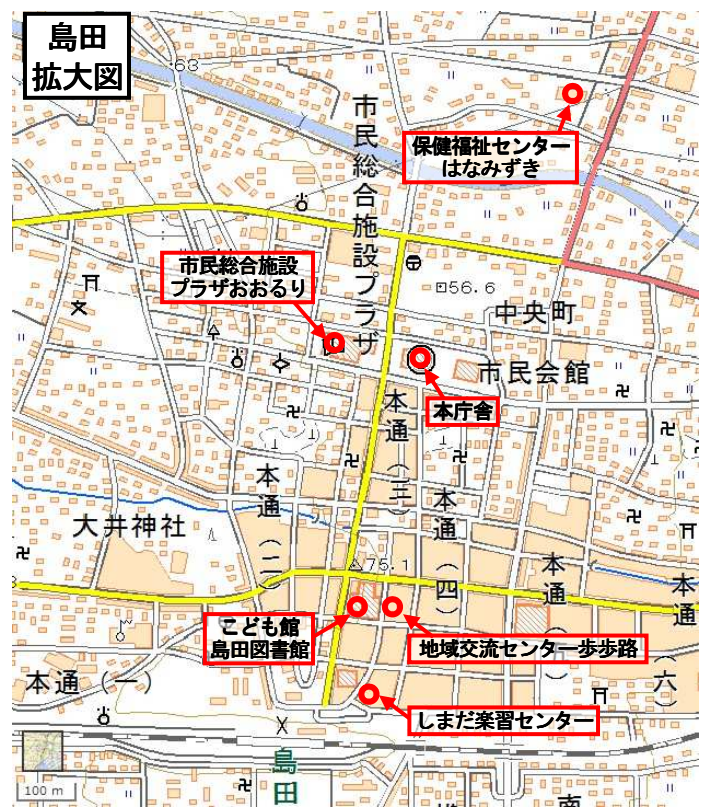 島田
拡大図
63
市民総合施設プラザ
保健福祉センター
はなみずき
市民総合施設
プラザおおるり
56.6
中央町
市民会館
本庁舎
本通(三)
本通(二)
本通(四)
大井神社
75.1
本通(五)
本通(六)
こども館
島田図書館
地域交流センター歩歩路
本通(一)
しまだ楽習センター
島田
100 m
南